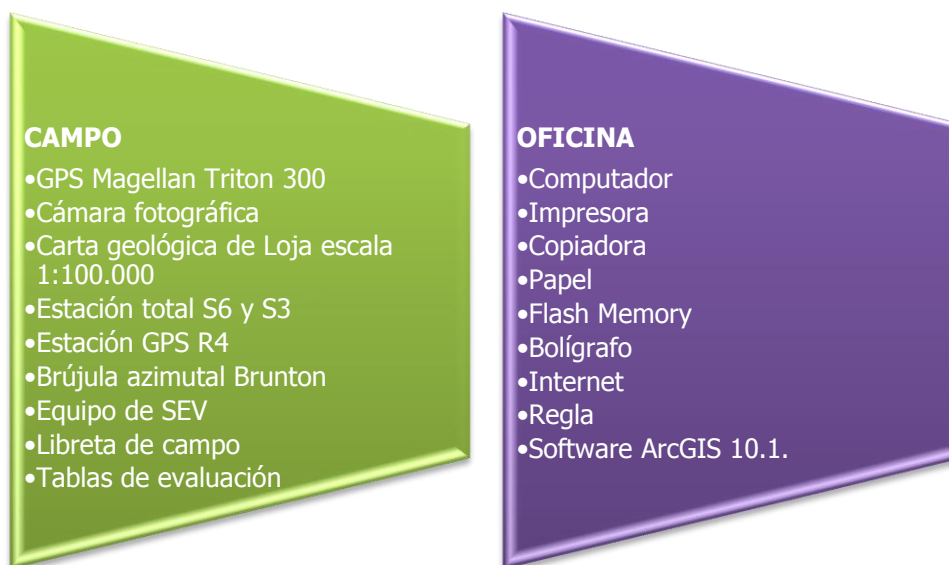 CAMPO
•GPS Magellan Triton 300
•Cámara fotográfica
•Carta geológica de Loja escala
1:100.000
•Estación total S6 y S3
•Estación GPS R4
•Brújula azimutal Brunton
•Equipo de SEV
•Libreta de campo
•Tablas de evaluación
OFICINA
•Computador
•Impresora
•Copiadora
•Papel
•Flash Memory
•Bolígrafo
•Internet
•Regla
•Software ArcGIS 10.1.